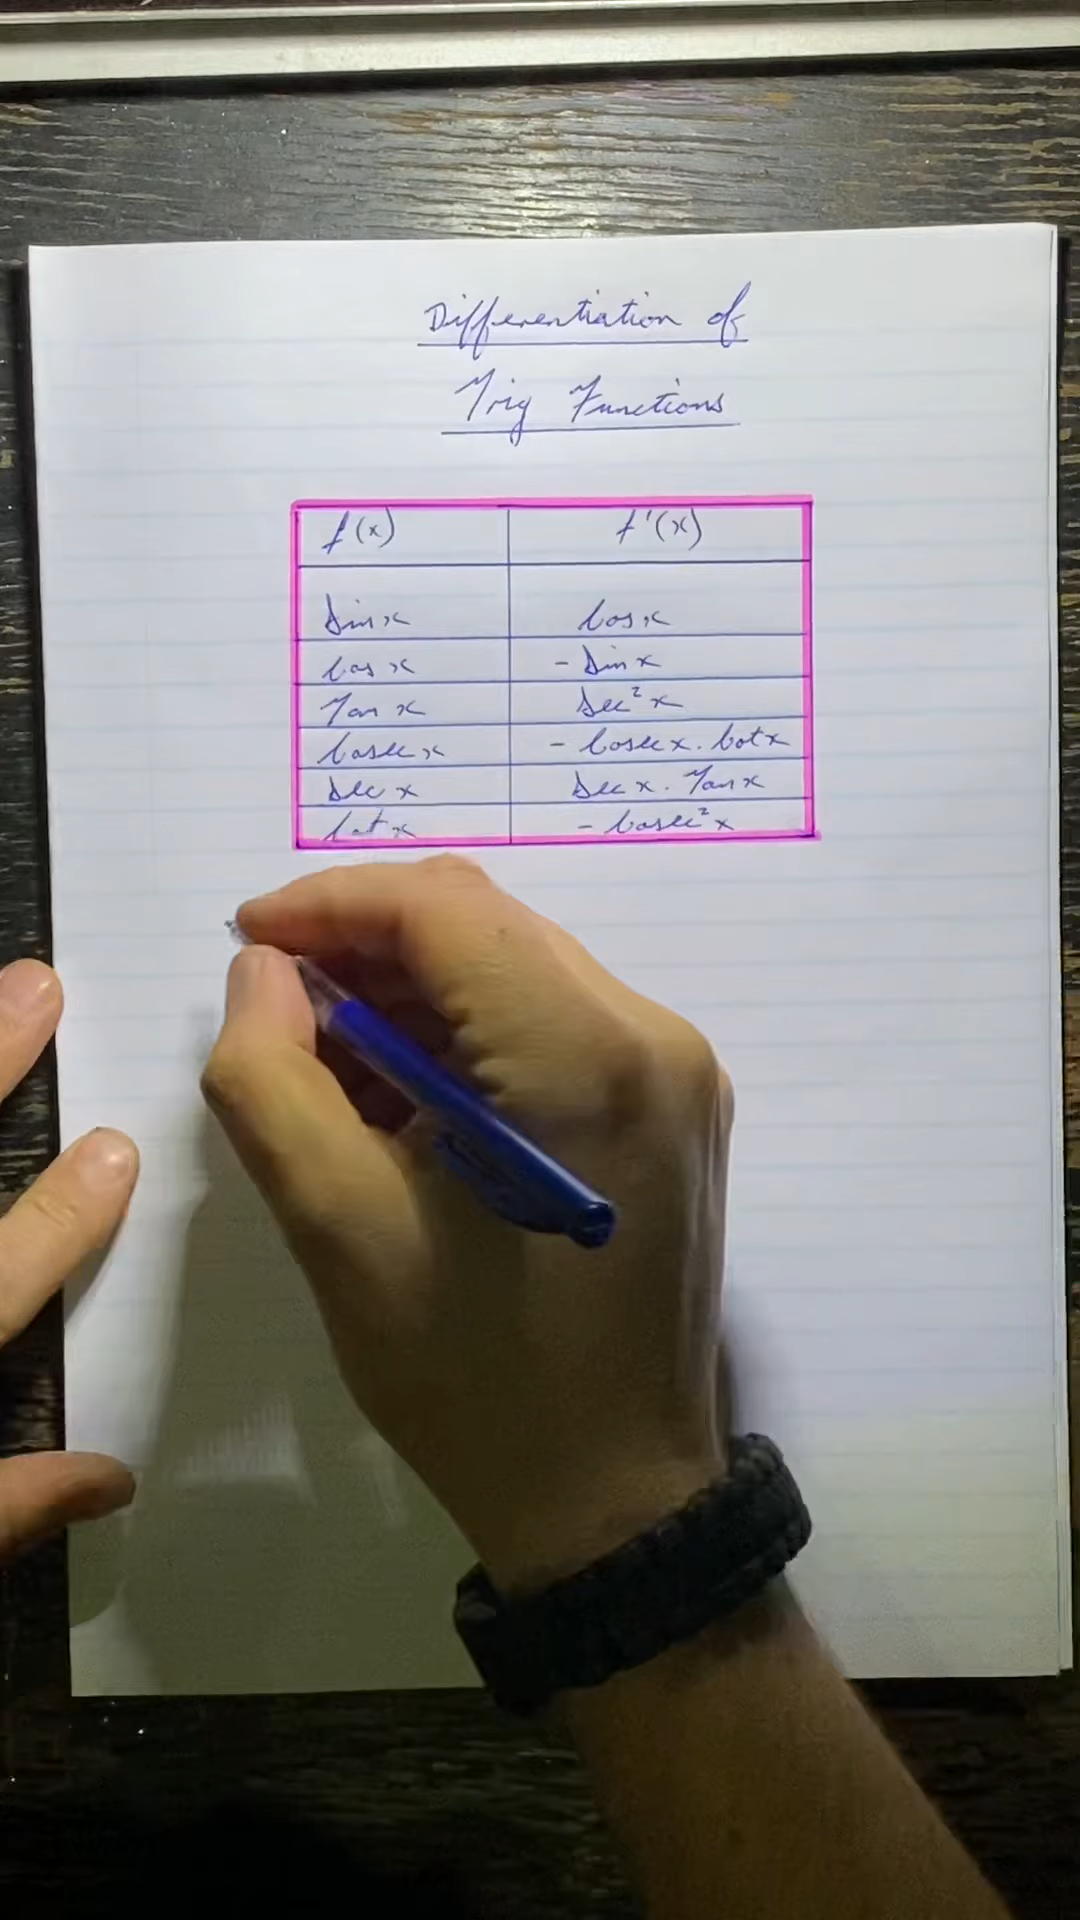 Differentiation of
Trig Functions
f(x) f'(x)
Sin x Cos x
Cos x - Sin x
Tan x Sec² x
Cosec x - Cosec x . Cot x
Sec x Sec x . Tan x
Cot x - Cosec² x